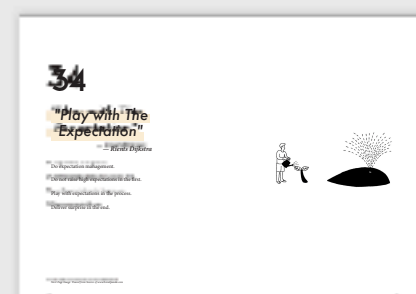 34
"Play with The
Expectation"
— Rients Dijkstra
Do expectation management.
Do not raise high expectations in the first.
Play with expectations in the process.
Deliver surprise in the end.